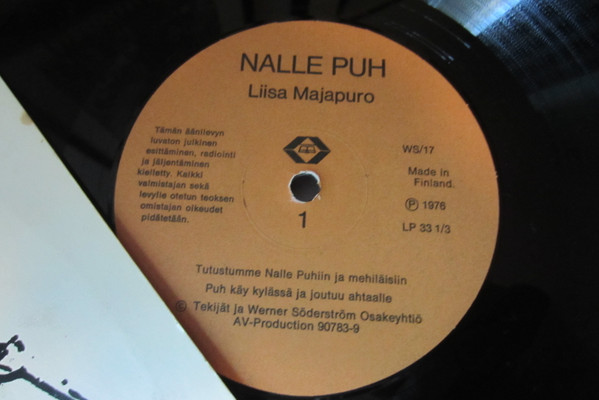 NALLE PUH
Liisa Majapuro
Tämän äänilevyn
luvaton julkinen
esittäminen, radiointi
ja jäljentäminen
kielletty. Kaikki
valmistajan sekä
levylle otetun teoksen
omistajan oikeudet
pidätetään.
WS/17
Made in
Finland.
Ⓟ 1976
LP 33 1/3
1
Tutustumme Nalle Puhiin ja mehiläisiin
Puh käy kylässä ja joutuu ahtaalle
© Tekijät ja Werner Söderström Osakeyhtiö
AV-Production 90783-9